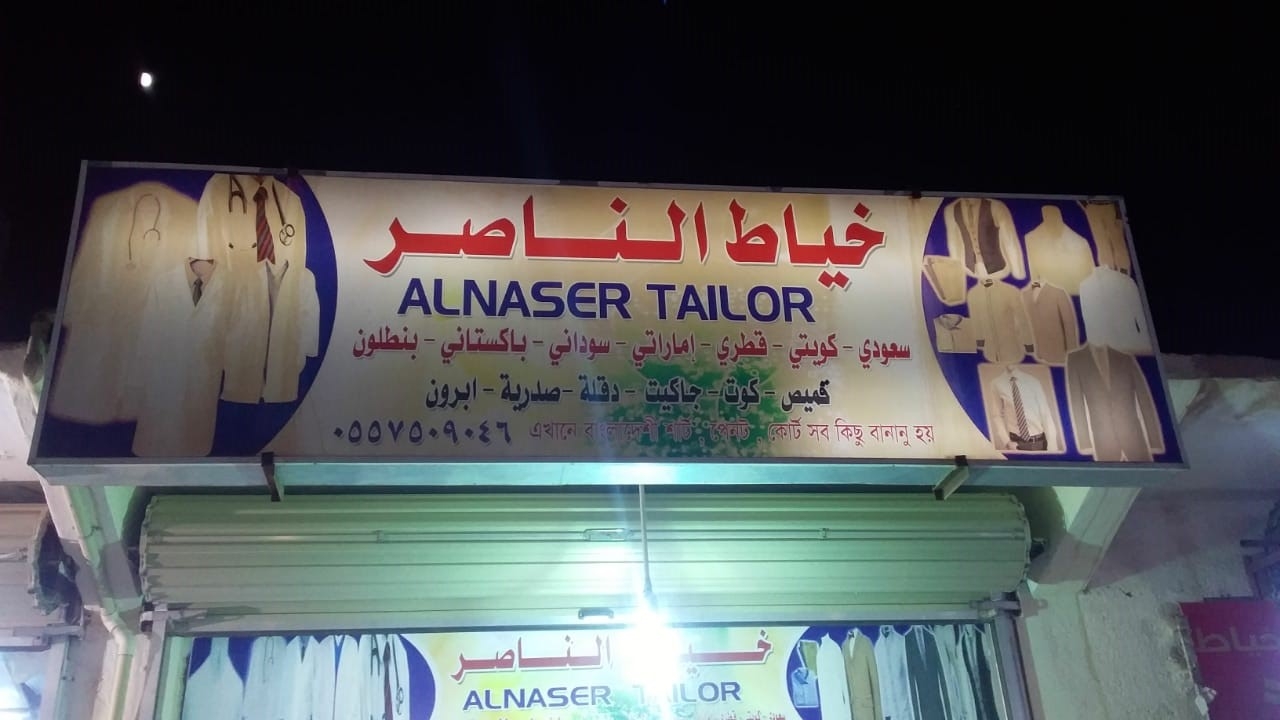 خياط الناصر
ALNASER TAILOR
سعودي - كويتي - قطري - إماراتي - سوداني - باكستاني - بنطلون
قميص - كوت - جاكيت - دقلة - صدرية - ابرون
٠٥٥٧٥٠٩٠٤٦ এখানে বাংলাদেশী শার্ট , পেনট , কোর্ট সব কিছু বানানু হয়
خياط الناصر
ALNASER TAILOR